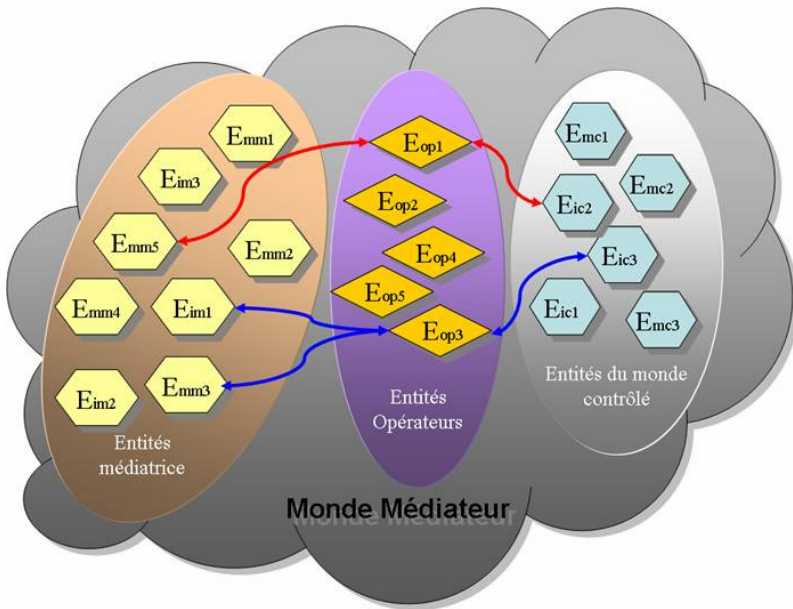 Emm1
Eim3
Emm5
Emm2
Emm4
Eim1
Emm3
Eim2
Entités
médiatrice
Eop1
Eop2
Eop4
Eop5
Eop3
Entités
Opérateurs
Emc1
Emc2
Eic2
Eic3
Eic1
Emc3
Entités du monde
contrôlé
Monde Médiateur